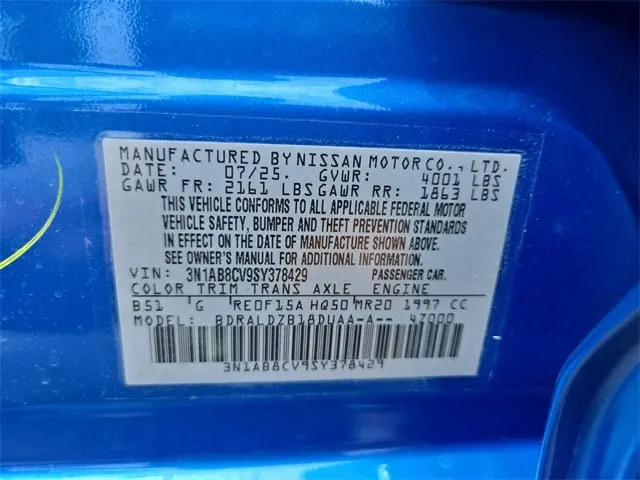 MANUFACTURED BY NISSAN MOTOR CO., LTD.
DATE: 07/25. GVWR: 4001 LBS
GAWR FR: 2161 LBS GAWR RR: 1863 LBS
THIS VEHICLE CONFORMS TO ALL APPLICABLE FEDERAL MOTOR
VEHICLE SAFETY, BUMPER AND THEFT PREVENTION STANDARDS
IN EFFECT ON THE DATE OF MANUFACTURE SHOWN ABOVE.
SEE OWNER'S MANUAL FOR ADDITIONAL INFORMATION.
VIN: 3N1AB8CV9SY378429 PASSENGER CAR.
COLOR TRIM TRANS AXLE ENGINE
B51 G RE0F15A HQ50 MR20 1997 CC
MODEL: BDRALDZB18DUAA-A-- 47000
3N1AB8CV9SY378429